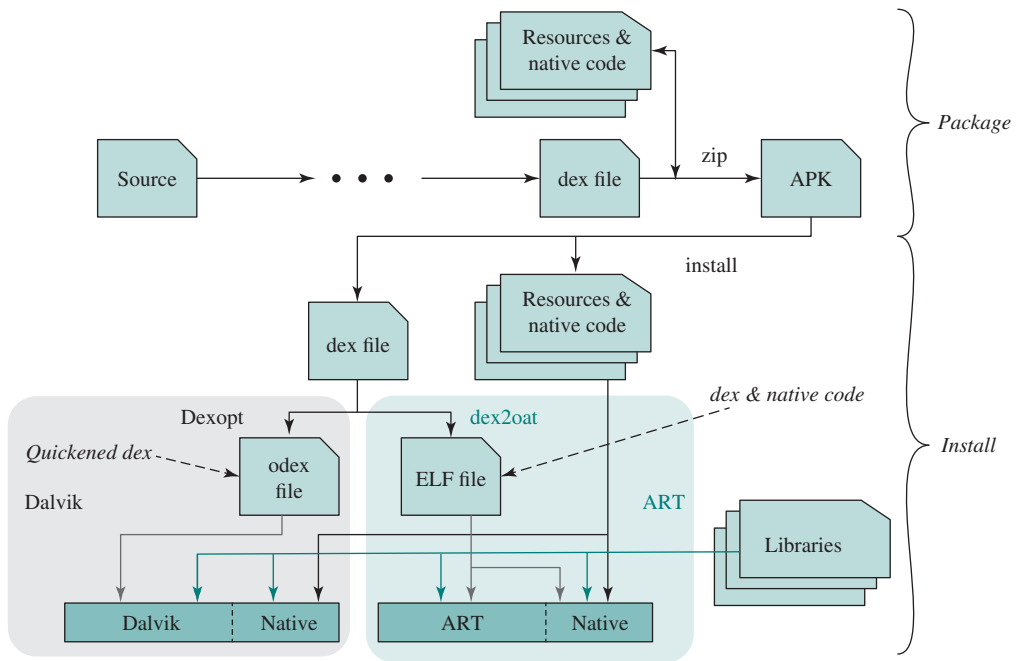 Resources &
native code
Package
zip
Source
dex file
APK
install
Resources &
native code
dex file
dex & native code
Dexopt
dex2oat
Quickened dex
odex
file
ELF file
Install
Dalvik
ART
Libraries
Dalvik
Native
ART
Native